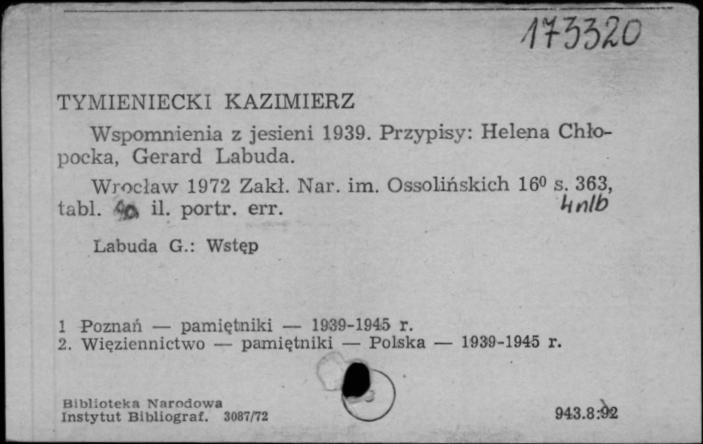 173320
TYMIENIECKI KAZIMIERZ
Wspomnienia z jesieni 1939. Przypisy: Helena Chło-
pocka, Gerard Labuda.
Wrocław 1972 Zakł. Nar. im. Ossolińskich 16⁰ s. 363,
tabl. il. portr. err. 4nlb
Labuda G.: Wstęp
1 Poznań — pamiętniki — 1939-1945 r.
2. Więziennictwo — pamiętniki — Polska — 1939-1945 r.
Biblioteka Narodowa
Instytut Bibliograf. 3087/72 943.8:92